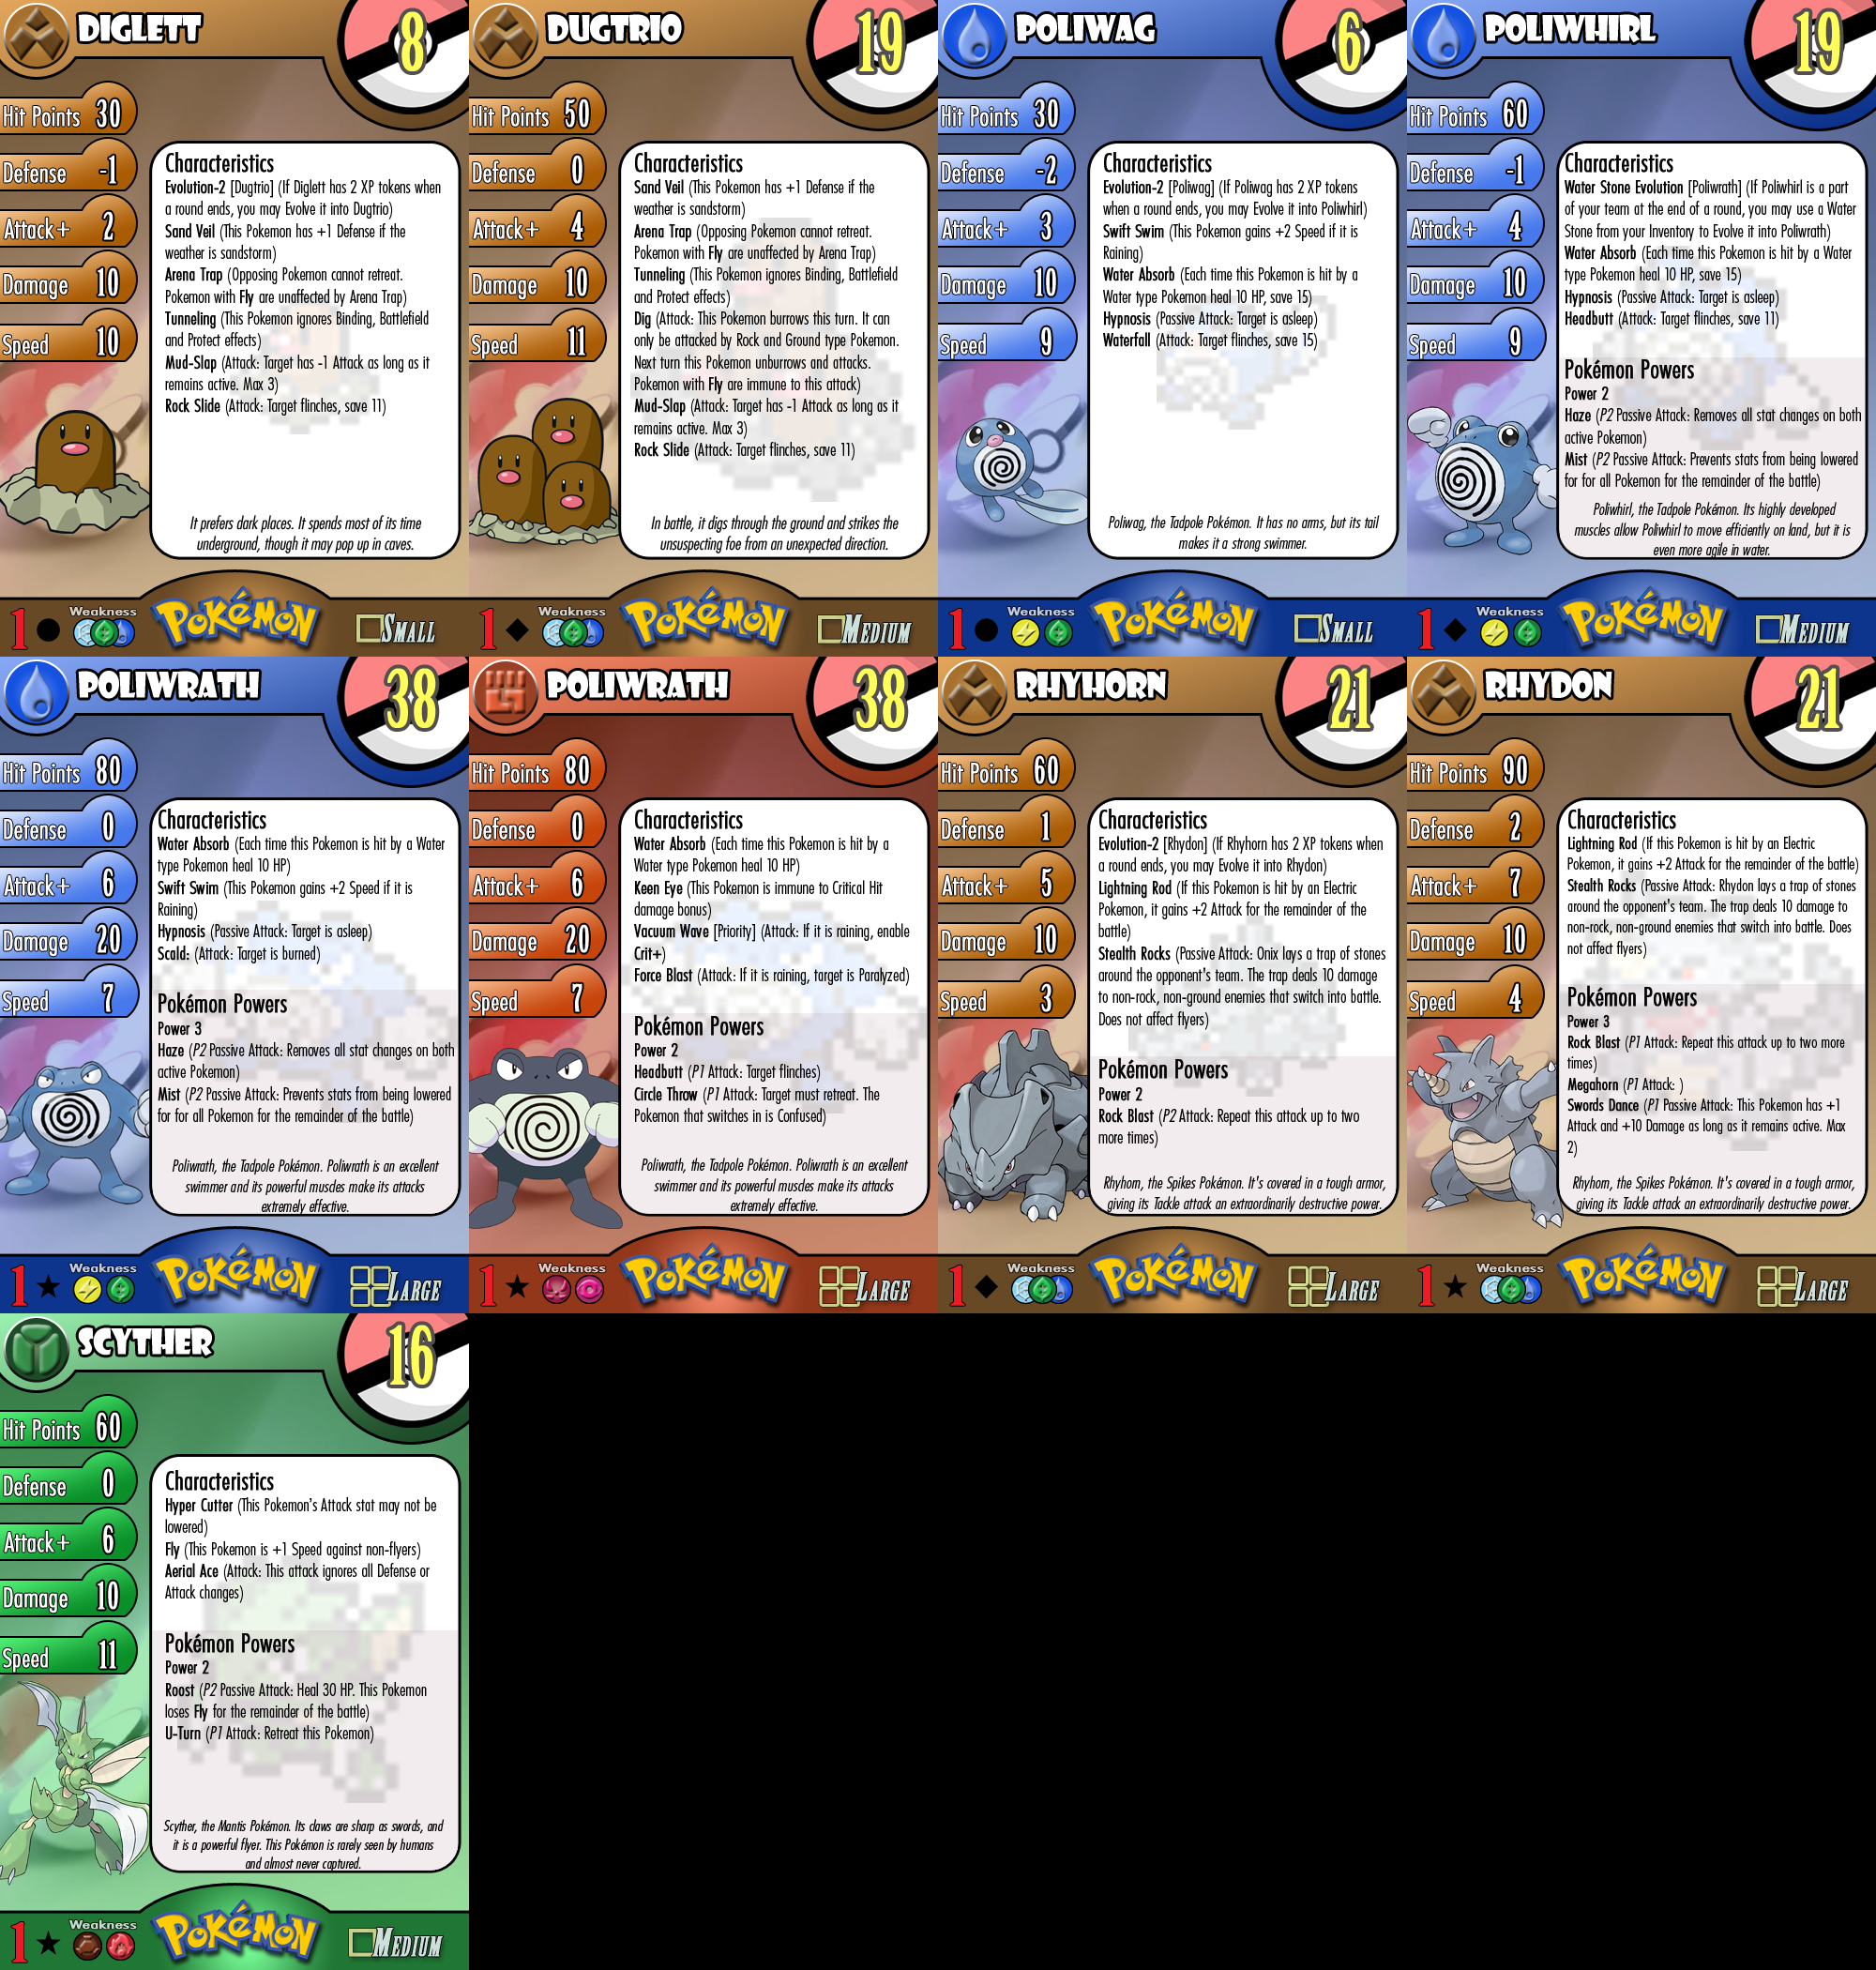 DIGLETT
8
Hit Points 30
Defense -1
Attack+ 2
Damage 10
Speed 10
Characteristics
Evolution-2 [Dugtrio] (If Diglett has 2 XP tokens when
a round ends, you may Evolve it into Dugtrio)
Sand Veil (This Pokemon has +1 Defense if the
weather is sandstorm)
Arena Trap (Opposing Pokemon cannot retreat.
Pokemon with Fly are unaffected by Arena Trap)
Tunneling (This Pokemon ignores Binding, Battlefield
and Protect effects)
Mud-Slap (Attack: Target has -1 Attack as long as it
remains active. Max 3)
Rock Slide (Attack: Target flinches, save 11)
It prefers dark places. It spends most of its time
underground, though it may pop up in caves.
1 Weakness
POKéMON
SMALL
DUGTRIO
19
Hit Points 50
Defense 0
Attack+ 4
Damage 10
Speed 11
Characteristics
Sand Veil (This Pokemon has +1 Defense if the
weather is sandstorm)
Arena Trap (Opposing Pokemon cannot retreat.
Pokemon with Fly are unaffected by Arena Trap)
Tunneling (This Pokemon ignores Binding, Battlefield
and Protect effects)
Dig (Attack: This Pokemon burrows this turn. It can
only be attacked by Rock and Ground type Pokemon.
Next turn this Pokemon unburrows and attacks.
Pokemon with Fly are immune to this attack)
Mud-Slap (Attack: Target has -1 Attack as long as it
remains active. Max 3)
Rock Slide (Attack: Target flinches, save 11)
In battle, it digs through the ground and strikes the
unsuspecting foe from an unexpected direction.
1 Weakness
POKéMON
MEDIUM
POLIWAG
6
Hit Points 30
Defense -2
Attack+ 3
Damage 10
Speed 9
Characteristics
Evolution-2 [Poliwag] (If Poliwag has 2 XP tokens
when a round ends, you may Evolve it into Poliwhirl)
Swift Swim (This Pokemon gains +2 Speed if it is
Raining)
Water Absorb (Each time this Pokemon is hit by a
Water type Pokemon heal 10 HP, save 15)
Hypnosis (Passive Attack: Target is asleep)
Waterfall (Attack: Target flinches, save 15)
Poliwag, the Tadpole Pokémon. It has no arms, but its tail
makes it a strong swimmer.
1 Weakness
POKéMON
SMALL
POLIWHIRL
19
Hit Points 60
Defense -1
Attack+ 4
Damage 10
Speed 9
Characteristics
Water Stone Evolution [Poliwrath] (If Poliwhirl is a part
of your team at the end of a round, you may use a Water
Stone from your Inventory to Evolve it into Poliwrath)
Water Absorb (Each time this Pokemon is hit by a Water
type Pokemon heal 10 HP, save 15)
Hypnosis (Passive Attack: Target is asleep)
Headbutt (Attack: Target flinches, save 11)
Pokémon Powers
Power 2
Haze (P2 Passive Attack: Removes all stat changes on both
active Pokemon)
Mist (P2 Passive Attack: Prevents stats from being lowered
for for all Pokemon for the remainder of the battle)
Poliwhirl, the Tadpole Pokémon. Its highly developed
muscles allow Poliwhirl to move efficiently on land, but it is
even more agile in water.
1 Weakness
POKéMON
MEDIUM
POLIWRATH
38
Hit Points 80
Defense 0
Attack+ 6
Damage 20
Speed 7
Characteristics
Water Absorb (Each time this Pokemon is hit by a Water
type Pokemon heal 10 HP)
Swift Swim (This Pokemon gains +2 Speed if it is
Raining)
Hypnosis (Passive Attack: Target is asleep)
Scald: (Attack: Target is burned)
Pokémon Powers
Power 3
Haze (P2 Passive Attack: Removes all stat changes on both
active Pokemon)
Mist (P2 Passive Attack: Prevents stats from being lowered
for for all Pokemon for the remainder of the battle)
Poliwrath, the Tadpole Pokémon. Poliwrath is an excellent
swimmer and its powerful muscles make its attacks
extremely effective.
1 Weakness
POKéMON
LARGE
POLIWRATH
38
Hit Points 80
Defense 0
Attack+ 6
Damage 20
Speed 7
Characteristics
Water Absorb (Each time this Pokemon is hit by a
Water type Pokemon heal 10 HP)
Keen Eye (This Pokemon is immune to Critical Hit
damage bonus)
Vacuum Wave [Priority] (Attack: If it is raining, enable
Crit+)
Force Blast (Attack: If it is raining, target is Paralyzed)
Pokémon Powers
Power 2
Headbutt (P1 Attack: Target flinches)
Circle Throw (P1 Attack: Target must retreat. The
Pokemon that switches in is Confused)
Poliwrath, the Tadpole Pokémon. Poliwrath is an excellent
swimmer and its powerful muscles make its attacks
extremely effective.
1 Weakness
POKéMON
LARGE
RHYHORN
21
Hit Points 60
Defense 1
Attack+ 5
Damage 10
Speed 3
Characteristics
Evolution-2 [Rhydon] (If Rhyhorn has 2 XP tokens when
a round ends, you may Evolve it into Rhydon)
Lightning Rod (If this Pokemon is hit by an Electric
Pokemon, it gains +2 Attack for the remainder of the
battle)
Stealth Rocks (Passive Attack: Onix lays a trap of stones
around the opponent's team. The trap deals 10 damage
to non-rock, non-ground enemies that switch into battle.
Does not affect flyers)
Pokémon Powers
Power 2
Rock Blast (P2 Attack: Repeat this attack up to two
more times)
Rhyhorn, the Spikes Pokémon. It's covered in a tough armor,
giving its Tackle attack an extraordinarily destructive power.
1 Weakness
POKéMON
LARGE
RHYDON
21
Hit Points 90
Defense 2
Attack+ 7
Damage 10
Speed 4
Characteristics
Lightning Rod (If this Pokemon is hit by an Electric
Pokemon, it gains +2 Attack for the remainder of the battle)
Stealth Rocks (Passive Attack: Rhydon lays a trap of stones
around the opponent's team. The trap deals 10 damage to
non-rock, non-ground enemies that switch into battle. Does
not affect flyers)
Pokémon Powers
Power 3
Rock Blast (P1 Attack: Repeat this attack up to two more
times)
Megahorn (P1 Attack: )
Swords Dance (P1 Passive Attack: This Pokemon has +1
Attack and +10 Damage as long as it remains active. Max
2)
Rhyhorn, the Spikes Pokémon. It's covered in a tough armor,
giving its Tackle attack an extraordinarily destructive power.
1 Weakness
POKéMON
LARGE
SCYTHER
16
Hit Points 60
Defense 0
Attack+ 6
Damage 10
Speed 11
Characteristics
Hyper Cutter (This Pokemon's Attack stat may not be
lowered)
Fly (This Pokemon is +1 Speed against non-flyers)
Aerial Ace (Attack: This attack ignores all Defense or
Attack changes)
Pokémon Powers
Power 2
Roost (P2 Passive Attack: Heal 30 HP. This Pokemon
loses Fly for the remainder of the battle)
U-Turn (P1 Attack: Retreat this Pokemon)
Scyther, the Mantis Pokémon. Its claws are sharp as swords, and
it is a powerful flyer. This Pokémon is rarely seen by humans
and almost never captured.
1 Weakness
POKéMON
MEDIUM